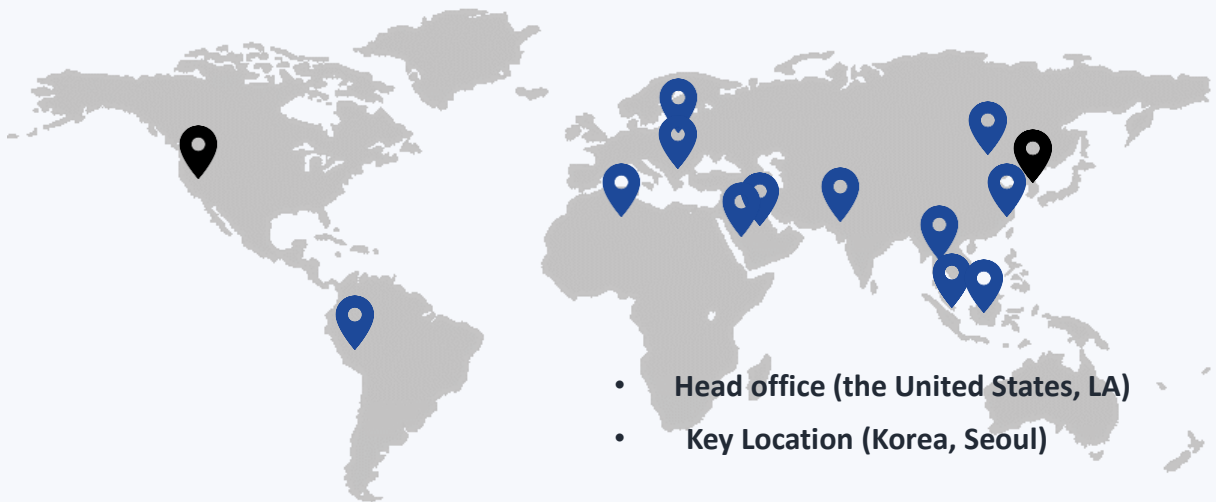 • Head office (the United States, LA)
• Key Location (Korea, Seoul)